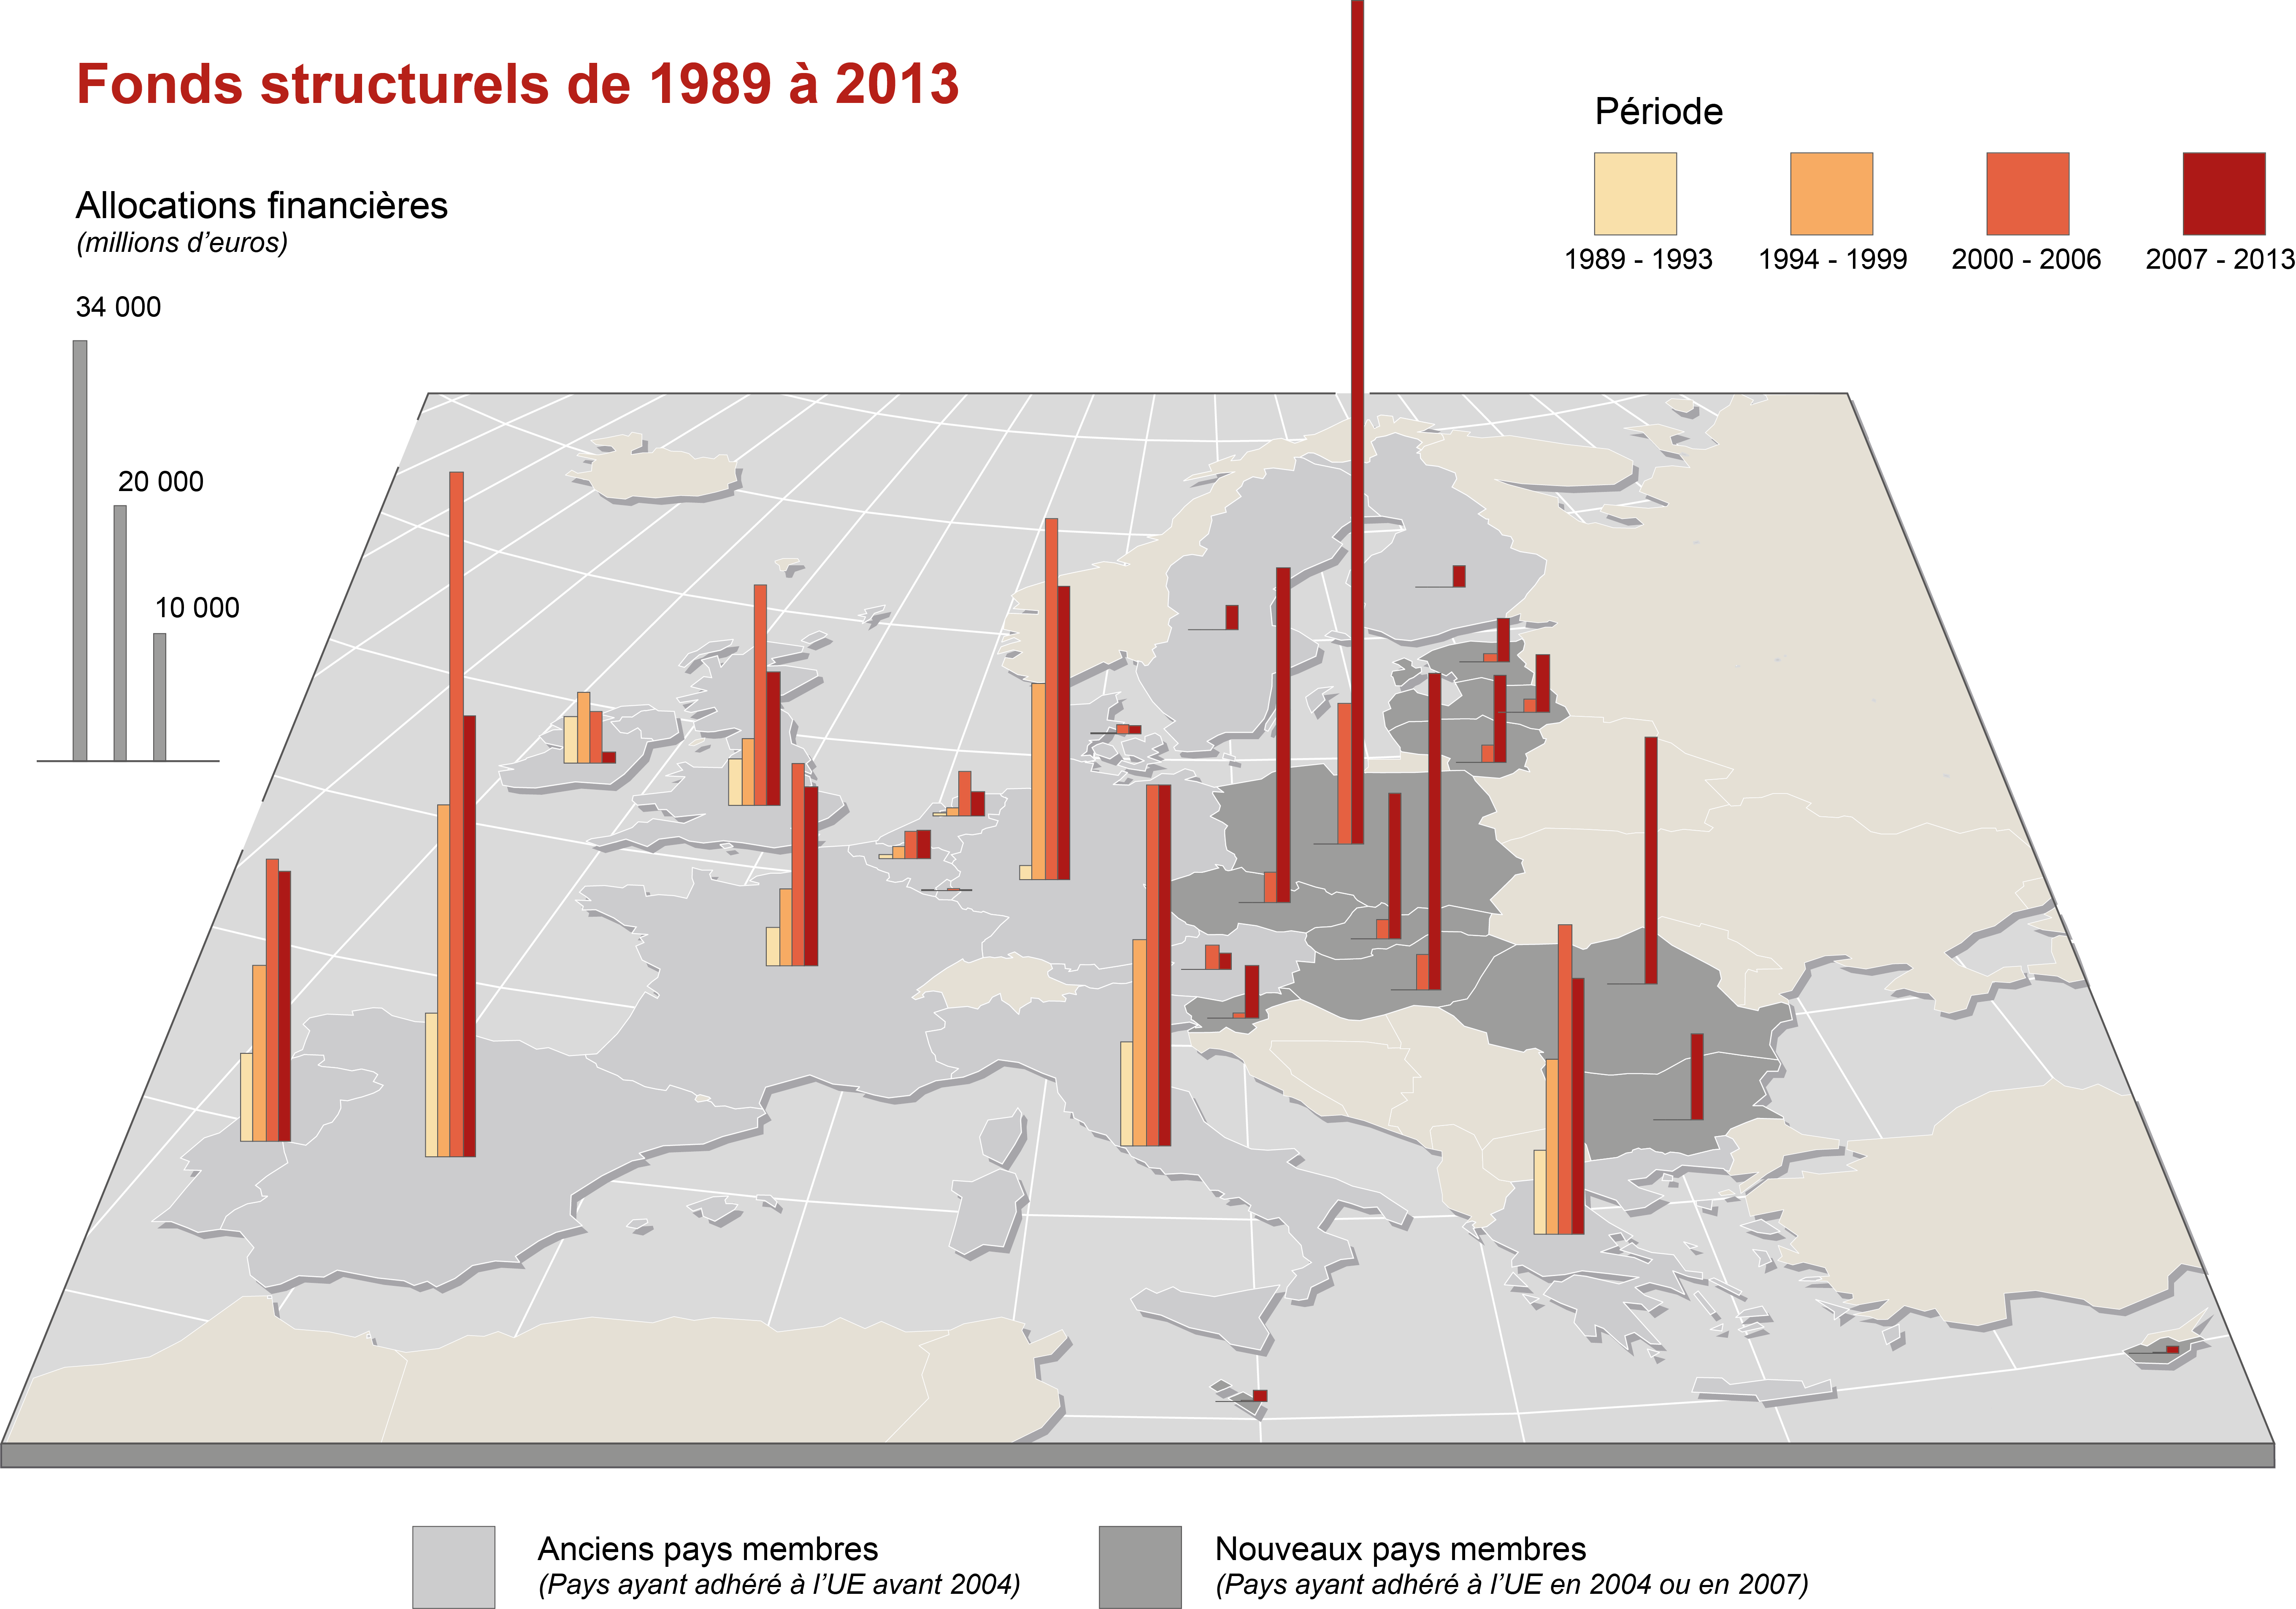 Fonds structurels de 1989 à 2013
Allocations financières
(millions d'euros)
34 000
20 000
10 000
Période
1989 - 1993
1994 - 1999
2000 - 2006
2007 - 2013
Anciens pays membres
(Pays ayant adhéré à l'UE avant 2004)
Nouveaux pays membres
(Pays ayant adhéré à l'UE en 2004 ou en 2007)